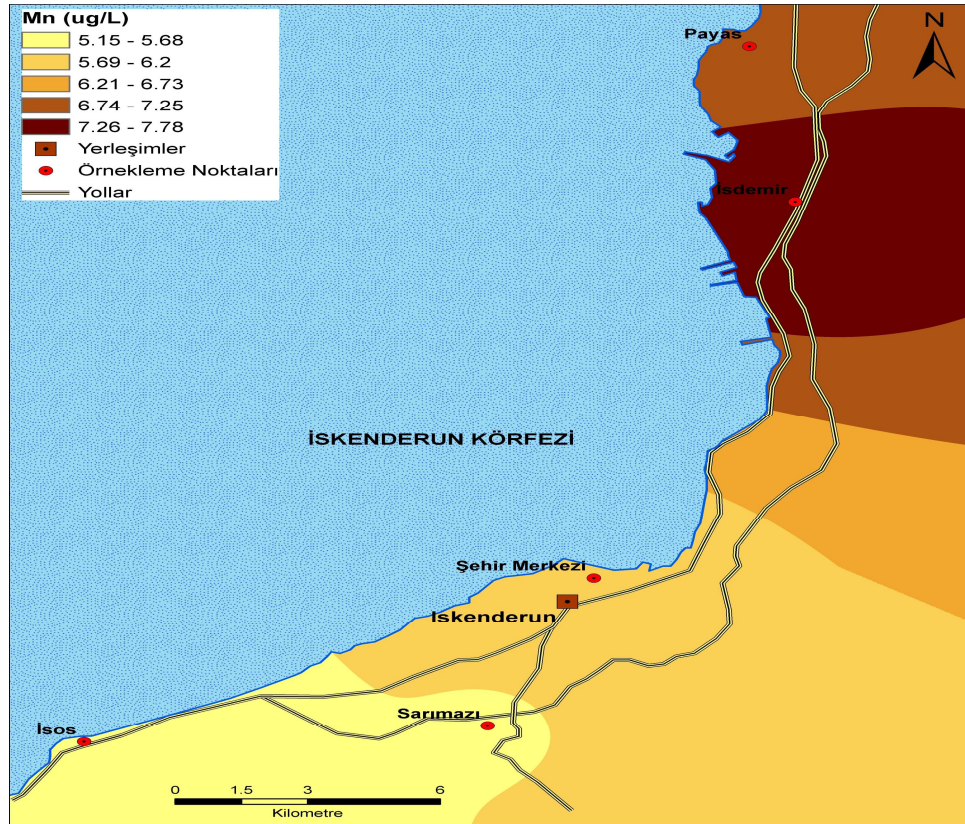 Mn (ug/L)
5.15 - 5.68
5.69 - 6.2
6.21 - 6.73
6.74 - 7.25
7.26 - 7.78
Yerleşimler
Örnekleme Noktaları
Yollar
N
Payas
İsdemir
İSKENDERUN KÖRFEZİ
Şehir Merkezi
İskenderun
Sarımazı
İsos
0 1.5 3 6
Kilometre